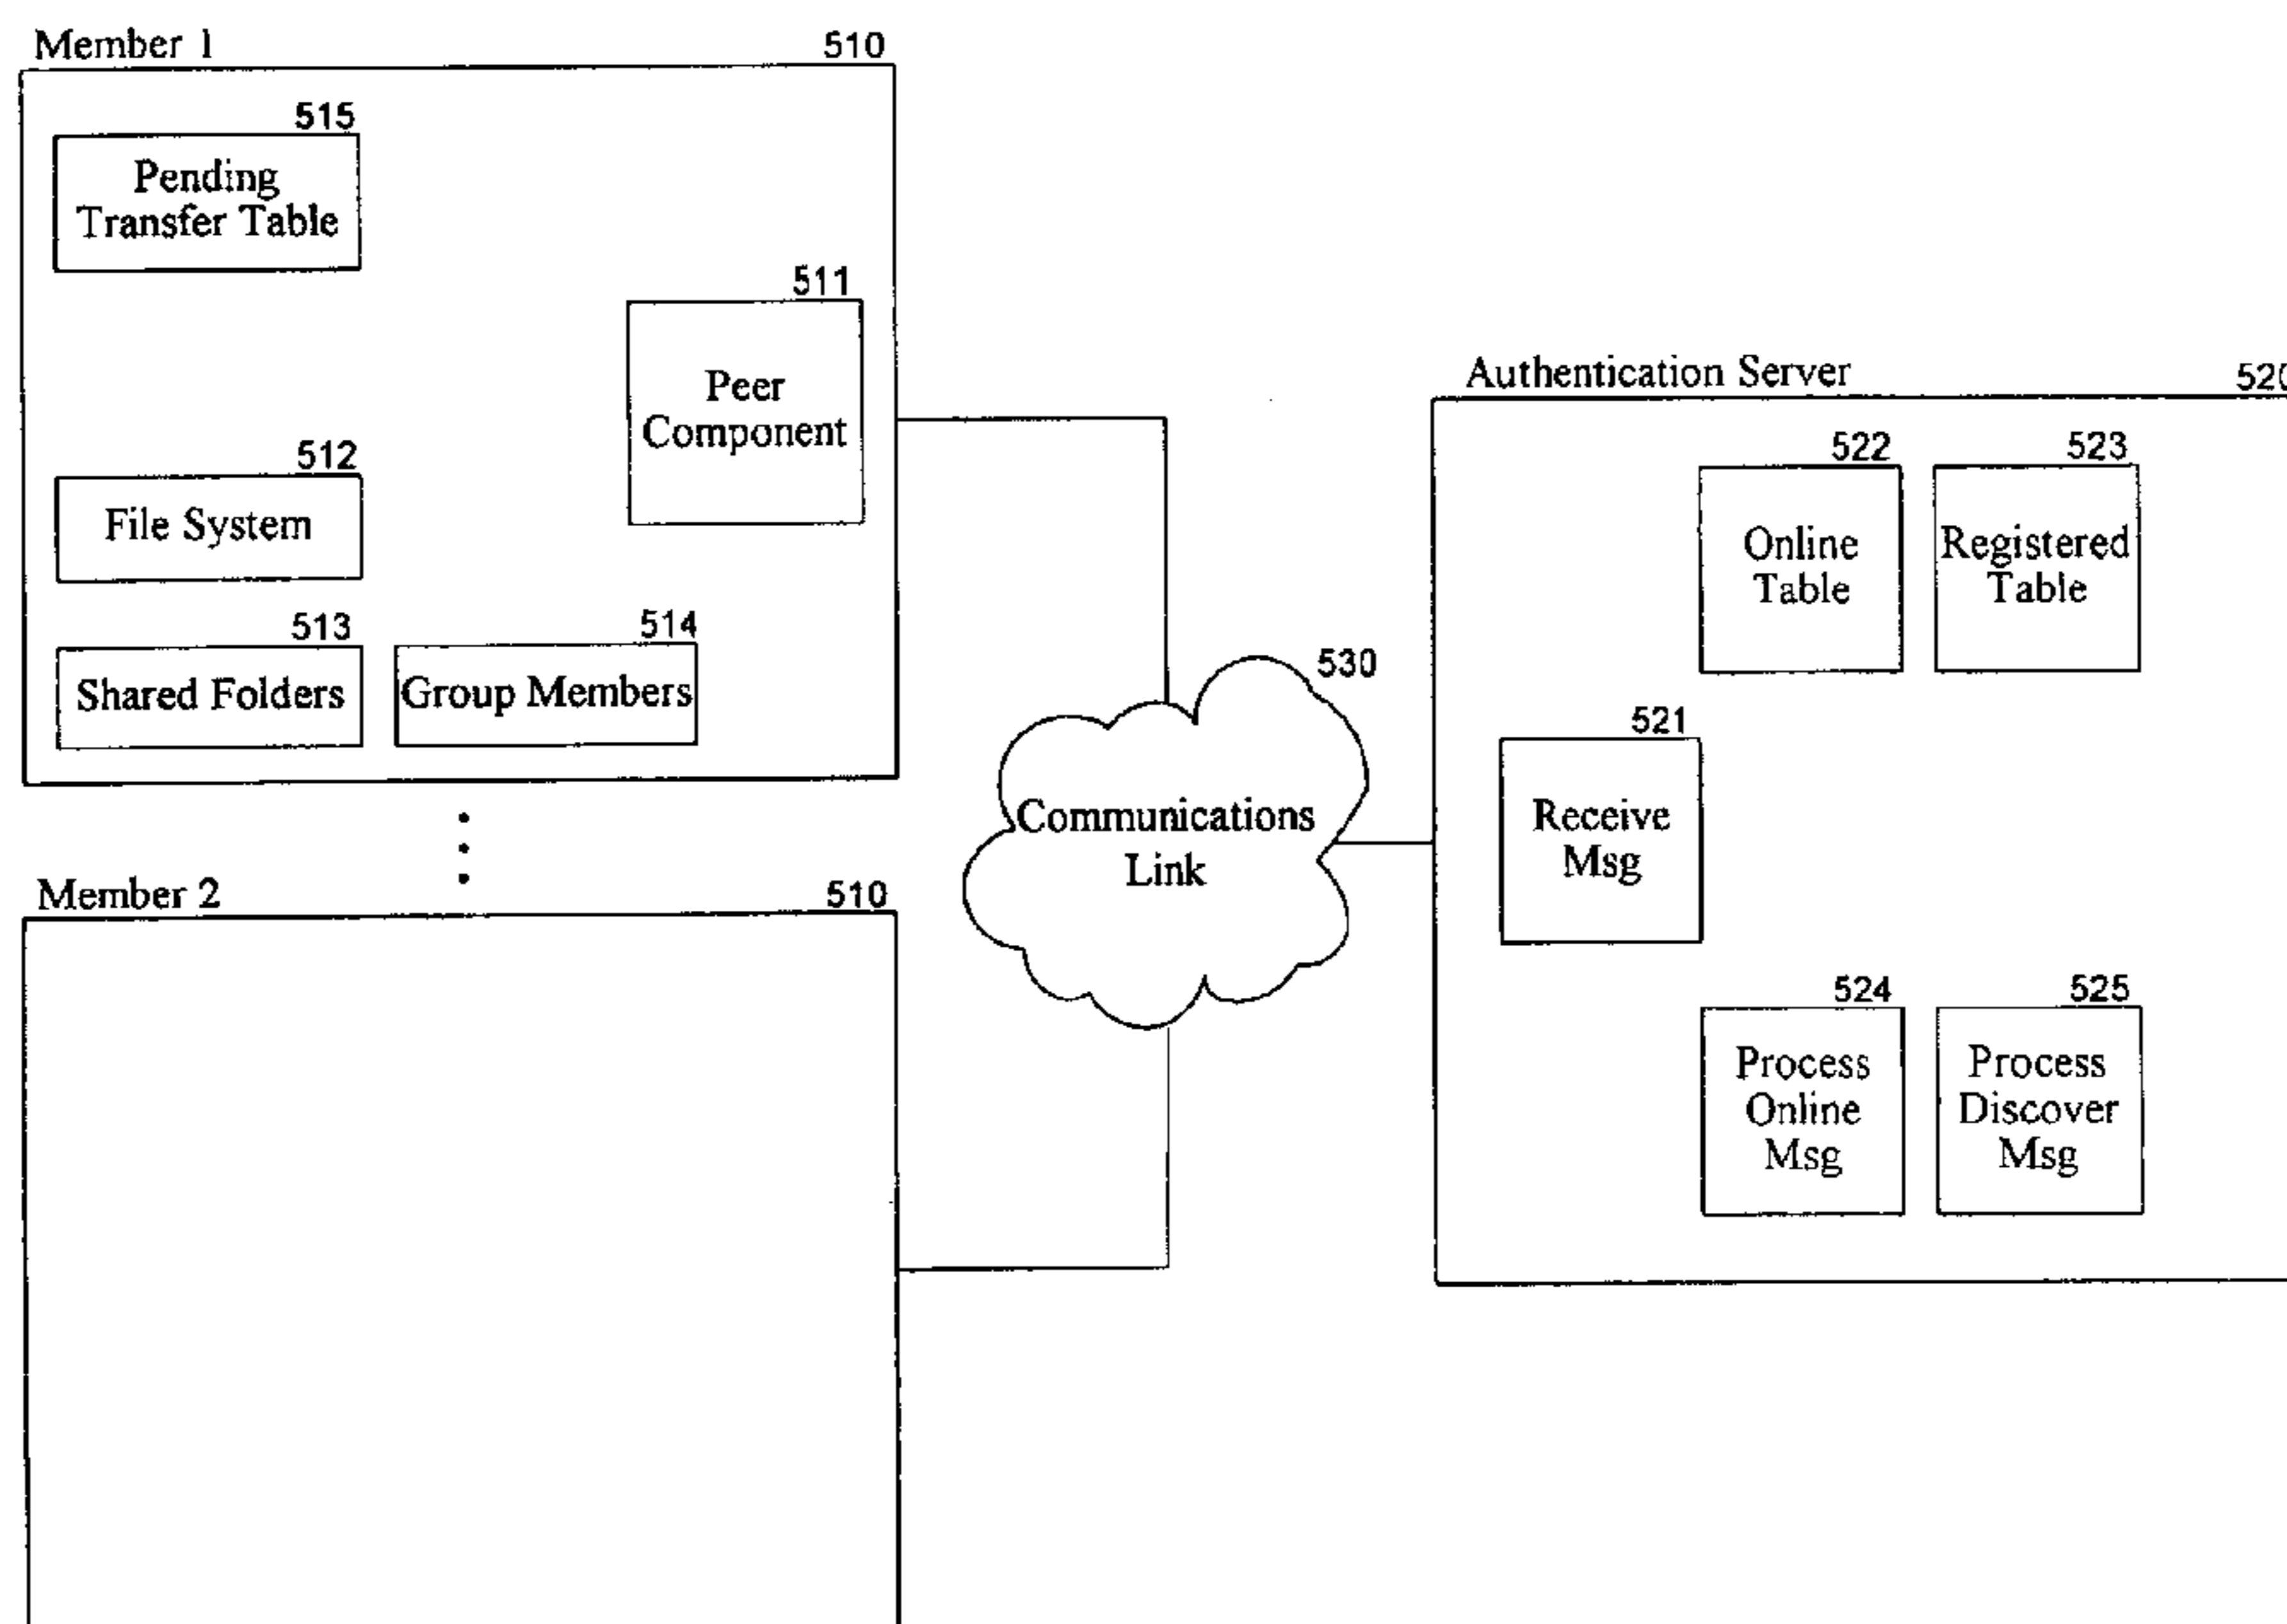 Member 1
510
515
Pending
Transfer Table
511
Peer
Component
512
File System
513
Shared Folders
514
Group Members
Member 2
510
530
Communications
Link
Authentication Server
520
522
Online
Table
523
Registered
Table
521
Receive
Msg
524
Process
Online
Msg
525
Process
Discover
Msg